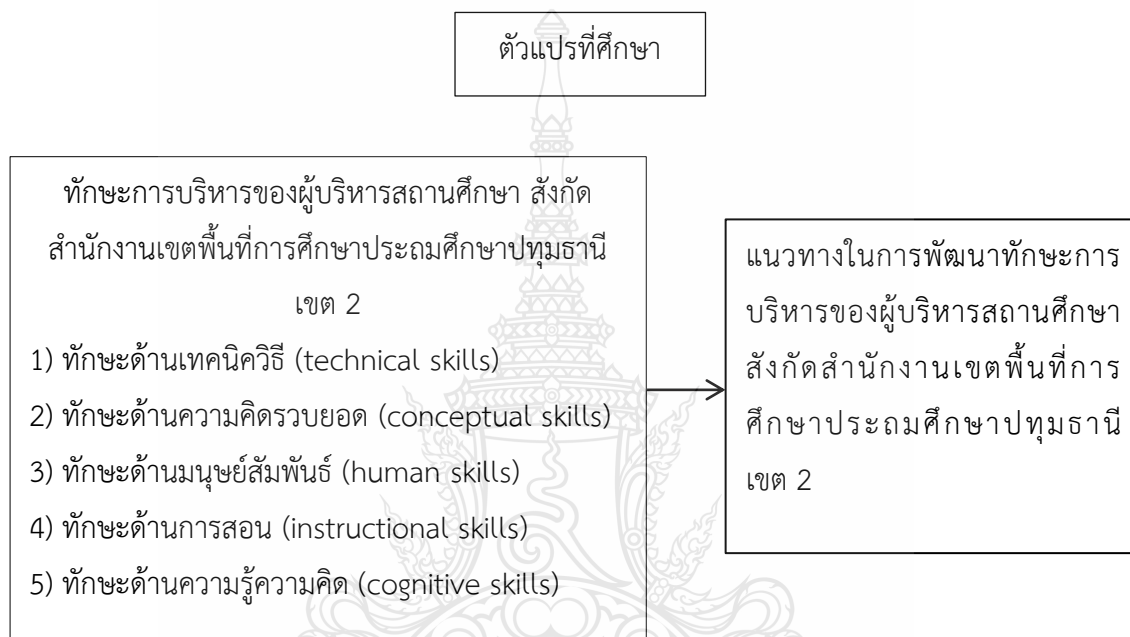 ตัวแปรที่ศึกษา
ทักษะการบริหารของผู้บริหารสถานศึกษา สังกัด
สำนักงานเขตพื้นที่การศึกษาประถมศึกษาปทุมธานี
เขต 2
1) ทักษะด้านเทคนิควิธี (technical skills)
2) ทักษะด้านความคิดรวบยอด (conceptual skills)
3) ทักษะด้านมนุษย์สัมพันธ์ (human skills)
4) ทักษะด้านการสอน (instructional skills)
5) ทักษะด้านความรู้ความคิด (cognitive skills)
แนวทางในการพัฒนาทักษะการ
บริหารของผู้บริหารสถานศึกษา
สังกัดสำนักงานเขตพื้นที่การ
ศึกษาประถมศึกษาปทุมธานี
เขต 2